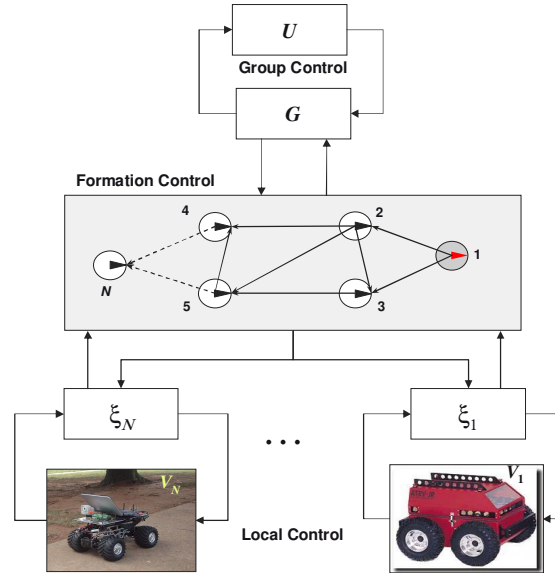 U
Group Control
G
Formation Control
4
2
1
N
5
3
ξN
ξ1
...
VN
V1
Local Control